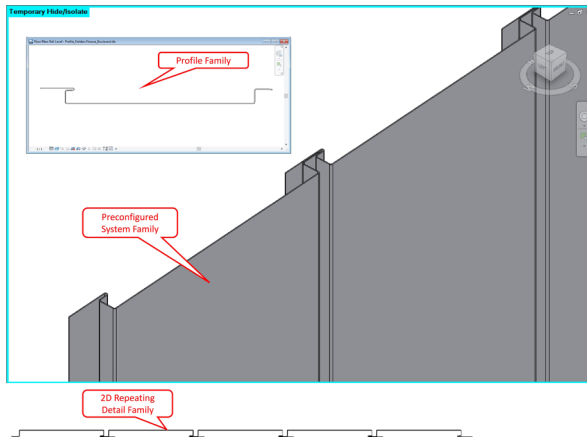 Temporary Hide/Isolate
Profile Family
Preconfigured
System Family
2D Repeating
Detail Family